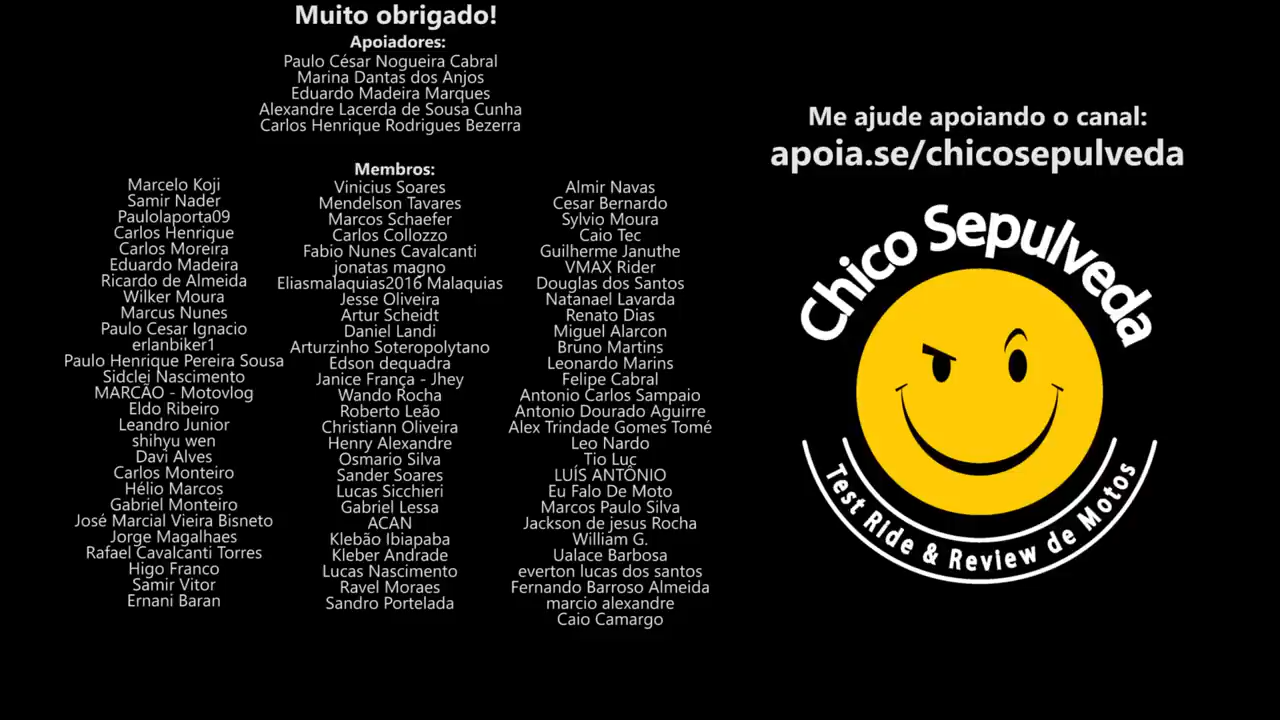 Muito obrigado!
Apoiadores:
Paulo César Nogueira Cabral
Marina Dantas dos Anjos
Eduardo Madeira Marques
Alexandre Lacerda de Sousa Cunha
Carlos Henrique Rodrigues Bezerra
Membros:
Marcelo Koji
Samir Nader
Paulolaporta09
Carlos Henrique
Carlos Moreira
Eduardo Madeira
Ricardo de Almeida
Wilker Moura
Marcus Nunes
Paulo Cesar Ignacio
erlanbiker1
Paulo Henrique Pereira Sousa
Sidclei Nascimento
MARCÃO - Motovlog
Eldo Ribeiro
Leandro Junior
shihyu wen
Davi Alves
Carlos Monteiro
Hélio Marcos
Gabriel Monteiro
José Marcial Vieira Bisneto
Jorge Magalhaes
Rafael Cavalcanti Torres
Higo Franco
Samir Vitor
Ernani Baran
Vinicius Soares
Mendelson Tavares
Marcos Schaefer
Carlos Collozzo
Fabio Nunes Cavalcanti
jonatas magno
Eliasmalaquias2016 Malaquias
Jesse Oliveira
Artur Scheidt
Daniel Landi
Arturzinho Soteropolytano
Edson dequadra
Janice França - Jhey
Wando Rocha
Roberto Leão
Christiann Oliveira
Henry Alexandre
Osmario Silva
Sander Soares
Lucas Sicchieri
Gabriel Lessa
ACAN
Klebão Ibiapaba
Kleber Andrade
Lucas Nascimento
Ravel Moraes
Sandro Portelada
Almir Navas
Cesar Bernardo
Sylvio Moura
Caio Tec
Guilherme Januthe
VMAX Rider
Douglas dos Santos
Natanael Lavarda
Renato Dias
Miguel Alarcon
Bruno Martins
Leonardo Marins
Felipe Cabral
Antonio Carlos Sampaio
Antonio Dourado Aguirre
Alex Trindade Gomes Tomé
Leo Nardo
Tio Luc
LUÍS ANTÔNIO
Eu Falo De Moto
Marcos Paulo Silva
Jackson de jesus Rocha
William G.
Ualace Barbosa
everton lucas dos santos
Fernando Barroso Almeida
marcio alexandre
Caio Camargo
Me ajude apoiando o canal:
apoia.se/chicosepulveda
Chico Sepulveda
Test Ride & Review de Motos